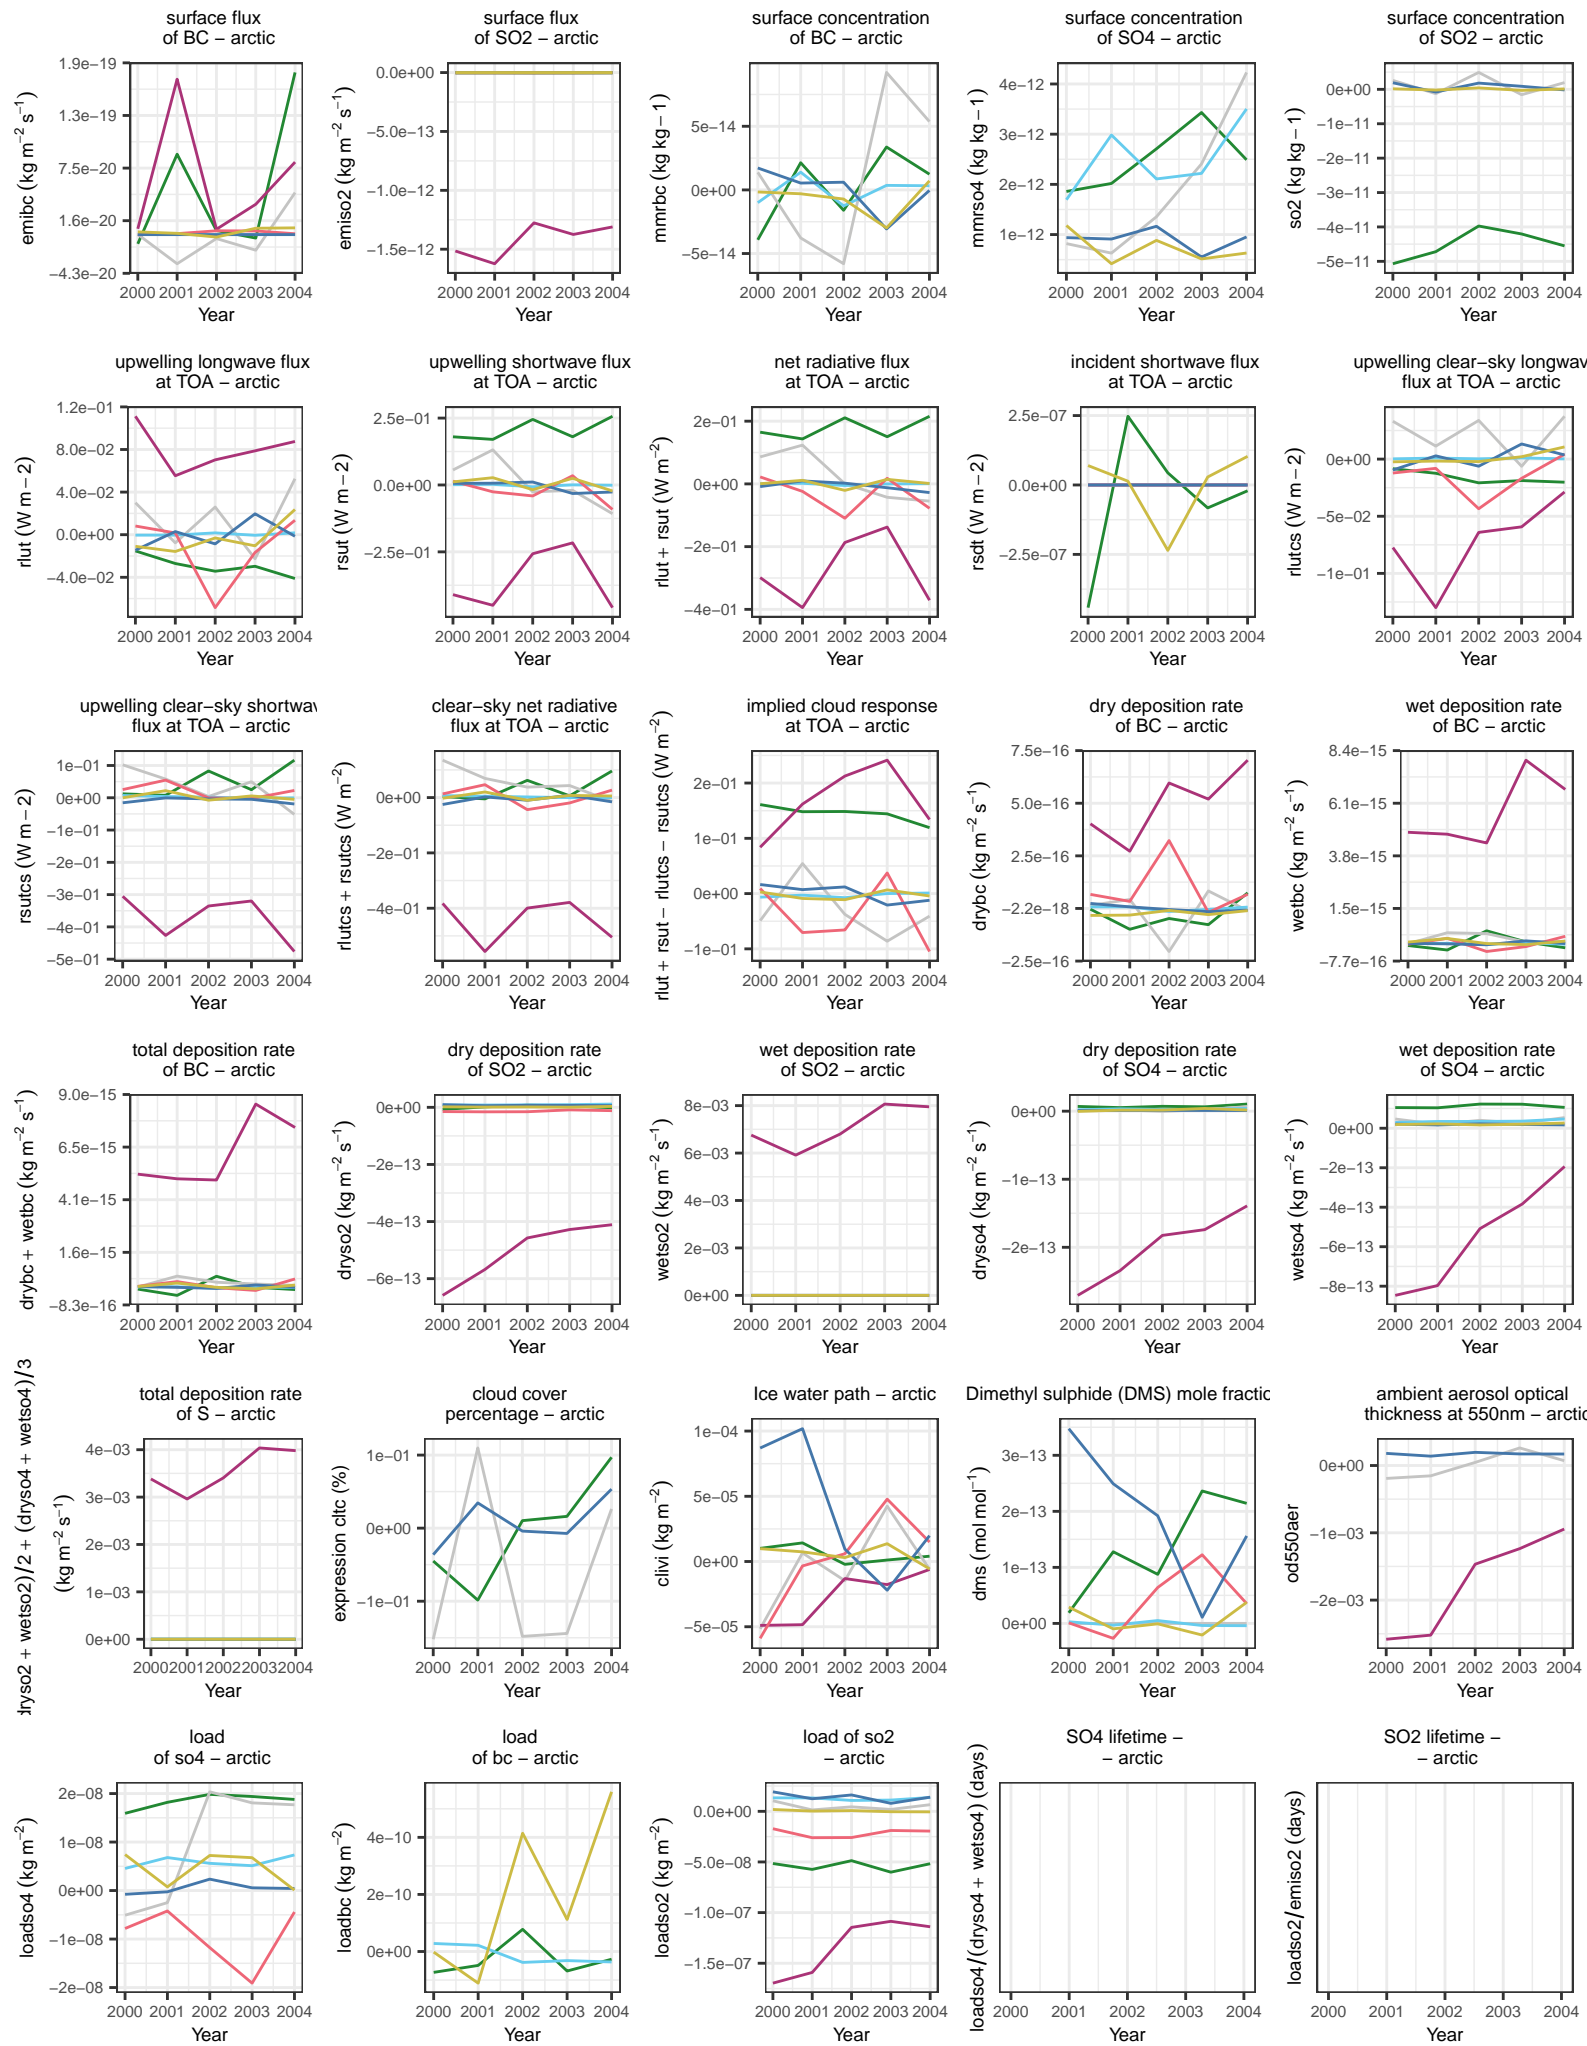 surface flux
of BC − arctic
emibc (kg m−2 s−1)
1.9e−19
1.3e−19
7.5e−20
1.6e−20
−4.3e−20
2000 2001 2002 2003 2004
Year
surface flux
of SO2 − arctic
emiso2 (kg m−2 s−1)
0.0e+00
−5.0e−13
−1.0e−12
−1.5e−12
2000 2001 2002 2003 2004
Year
surface concentration
of BC − arctic
mmrbc (kg kg − 1)
5e−14
0e+00
−5e−14
2000 2001 2002 2003 2004
Year
surface concentration
of SO4 − arctic
mmrso4 (kg kg − 1)
4e−12
3e−12
2e−12
1e−12
2000 2001 2002 2003 2004
Year
surface concentration
of SO2 − arctic
so2 (kg kg − 1)
0e+00
−1e−11
−2e−11
−3e−11
−4e−11
−5e−11
2000 2001 2002 2003 2004
Year
upwelling longwave flux
at TOA − arctic
rlut (W m − 2)
1.2e−01
8.0e−02
4.0e−02
0.0e+00
−4.0e−02
2000 2001 2002 2003 2004
Year
upwelling shortwave flux
at TOA − arctic
rsut (W m − 2)
2.5e−01
0.0e+00
−2.5e−01
2000 2001 2002 2003 2004
Year
net radiative flux
at TOA − arctic
rlut + rsut (W m−2)
2e−01
0e+00
−2e−01
−4e−01
2000 2001 2002 2003 2004
Year
incident shortwave flux
at TOA − arctic
rsdt (W m − 2)
2.5e−07
0.0e+00
−2.5e−07
2000 2001 2002 2003 2004
Year
upwelling clear−sky longwav
flux at TOA − arctic
rlutcs (W m − 2)
0e+00
−5e−02
−1e−01
2000 2001 2002 2003 2004
Year
upwelling clear−sky shortwav
flux at TOA − arctic
rsutcs (W m − 2)
1e−01
0e+00
−1e−01
−2e−01
−3e−01
−4e−01
−5e−01
2000 2001 2002 2003 2004
Year
clear−sky net radiative
flux at TOA − arctic
rlutcs + rsutcs (W m−2)
0e+00
−2e−01
−4e−01
2000 2001 2002 2003 2004
Year
implied cloud response
at TOA − arctic
rlut + rsut − rlutcs − rsutcs (W m−2)
2e−01
1e−01
0e+00
−1e−01
2000 2001 2002 2003 2004
Year
dry deposition rate
of BC − arctic
drybc (kg m−2 s−1)
7.5e−16
5.0e−16
2.5e−16
−2.2e−18
−2.5e−16
2000 2001 2002 2003 2004
Year
wet deposition rate
of BC − arctic
wetbc (kg m−2 s−1)
8.4e−15
6.1e−15
3.8e−15
1.5e−15
−7.7e−16
2000 2001 2002 2003 2004
Year
total deposition rate
of BC − arctic
drybc + wetbc (kg m−2 s−1)
9.0e−15
6.5e−15
4.1e−15
1.6e−15
−8.3e−16
2000 2001 2002 2003 2004
Year
dry deposition rate
of SO2 − arctic
dryso2 (kg m−2 s−1)
0e+00
−2e−13
−4e−13
−6e−13
2000 2001 2002 2003 2004
Year
wet deposition rate
of SO2 − arctic
wetso2 (kg m−2 s−1)
8e−03
6e−03
4e−03
2e−03
0e+00
2000 2001 2002 2003 2004
Year
dry deposition rate
of SO4 − arctic
dryso4 (kg m−2 s−1)
0e+00
−1e−13
−2e−13
2000 2001 2002 2003 2004
Year
wet deposition rate
of SO4 − arctic
wetso4 (kg m−2 s−1)
0e+00
−2e−13
−4e−13
−6e−13
−8e−13
2000 2001 2002 2003 2004
Year
total deposition rate
of S − arctic
dryso2 + wetso2)/2 + (dryso4 + wetso4)/3
(kg m−2 s−1)
4e−03
3e−03
2e−03
1e−03
0e+00
2000 2001 2002 2003 2004
Year
cloud cover
percentage − arctic
expression cltc (%)
1e−01
0e+00
−1e−01
2000 2001 2002 2003 2004
Year
Ice water path − arctic
clivi (kg m−2)
1e−04
5e−05
0e+00
−5e−05
2000 2001 2002 2003 2004
Year
Dimethyl sulphide (DMS) mole fractic
dms (mol mol−1)
3e−13
2e−13
1e−13
0e+00
2000 2001 2002 2003 2004
Year
ambient aerosol optical
thickness at 550nm − arctic
od550aer
0e+00
−1e−03
−2e−03
2000 2001 2002 2003 2004
Year
load
of so4 − arctic
loadso4 (kg m−2)
2e−08
1e−08
0e+00
−1e−08
−2e−08
2000 2001 2002 2003 2004
Year
load
of bc − arctic
loadbc (kg m−2)
4e−10
2e−10
0e+00
2000 2001 2002 2003 2004
Year
load of so2
− arctic
loadso2 (kg m−2)
0.0e+00
−5.0e−08
−1.0e−07
−1.5e−07
2000 2001 2002 2003 2004
Year
SO4 lifetime −
− arctic
loadso4/(dryso4 + wetso4) (days)
2000 2001 2002 2003 2004
Year
SO2 lifetime −
− arctic
loadso2/emiso2 (days)
2000 2001 2002 2003 2004
Year